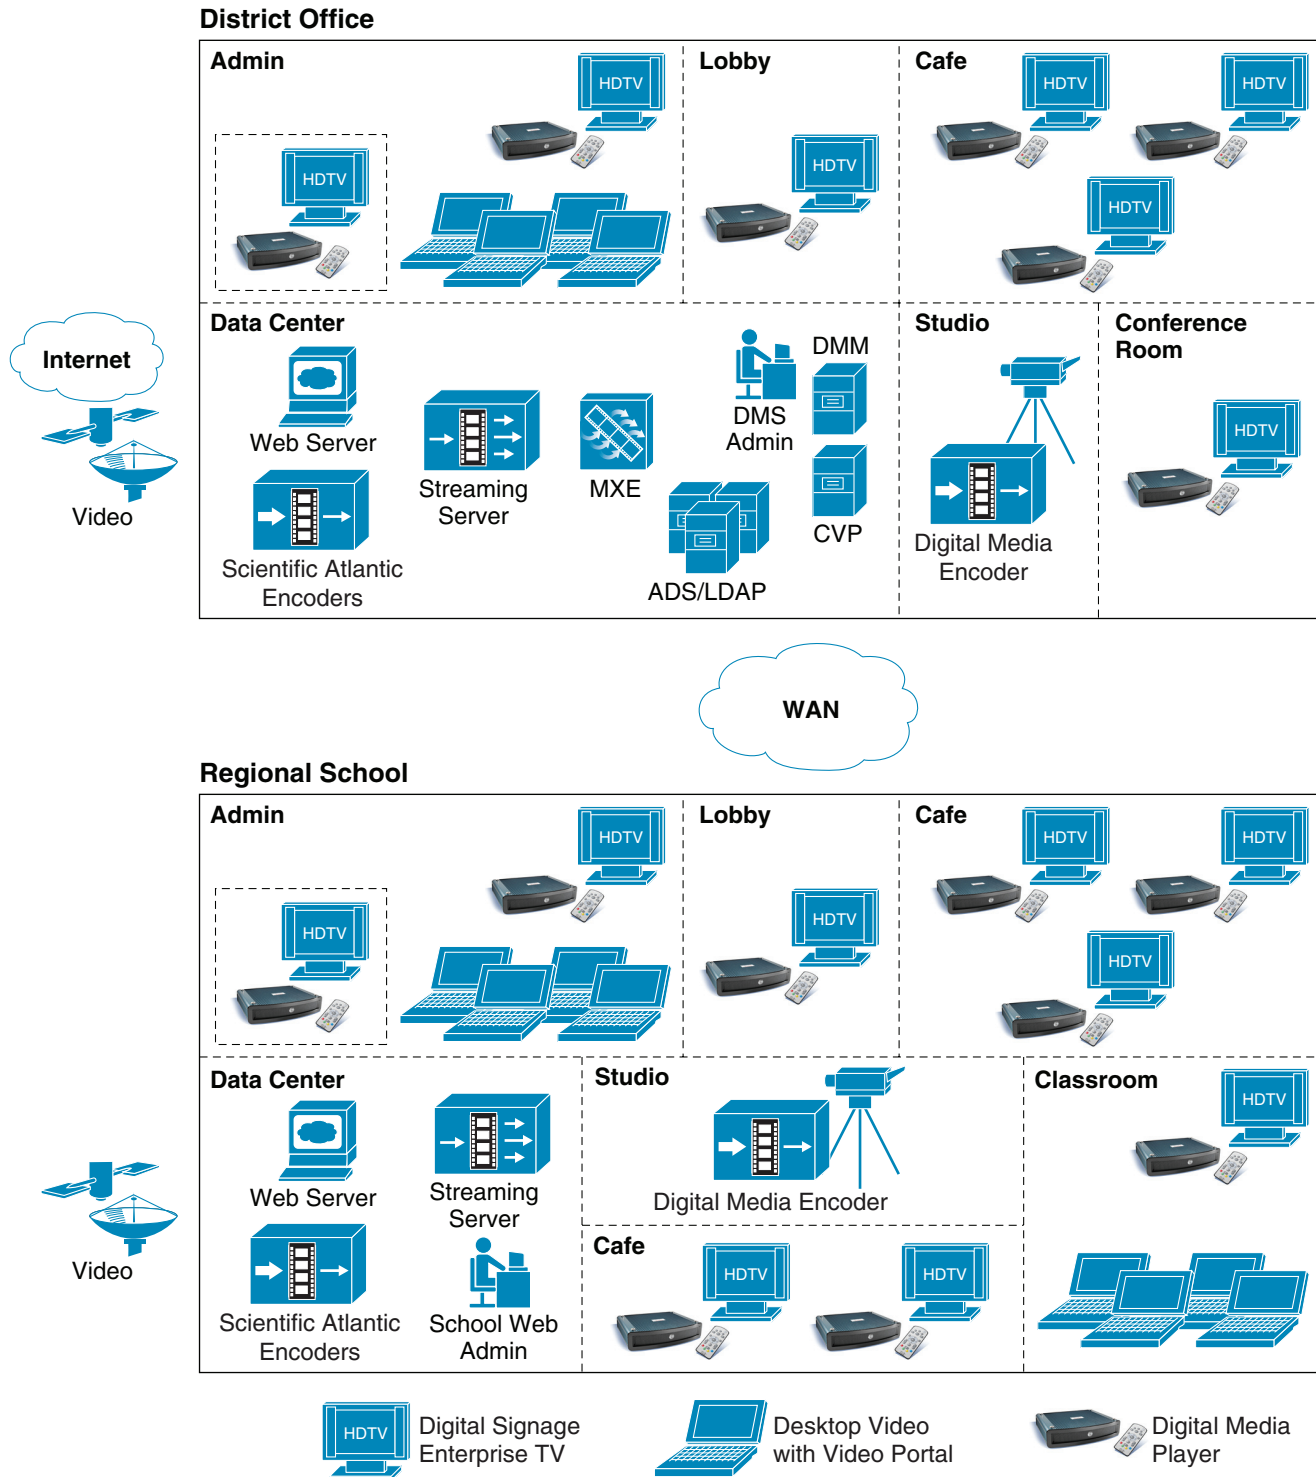 District Office
Admin
HDTV
HDTV
Lobby
HDTV
Cafe
HDTV
HDTV
HDTV
Internet
Video
Data Center
Web Server
Scientific Atlantic
Encoders
Streaming
Server
MXE
ADS/LDAP
DMS
Admin
DMM
CVP
Studio
Digital Media
Encoder
Conference
Room
HDTV
WAN
Regional School
Admin
HDTV
HDTV
Lobby
HDTV
Cafe
HDTV
HDTV
HDTV
Video
Data Center
Web Server
Streaming
Server
Scientific Atlantic
Encoders
School Web
Admin
Studio
Digital Media Encoder
Cafe
HDTV
HDTV
Classroom
HDTV
HDTV
Digital Signage
Enterprise TV
Desktop Video
with Video Portal
Digital Media
Player